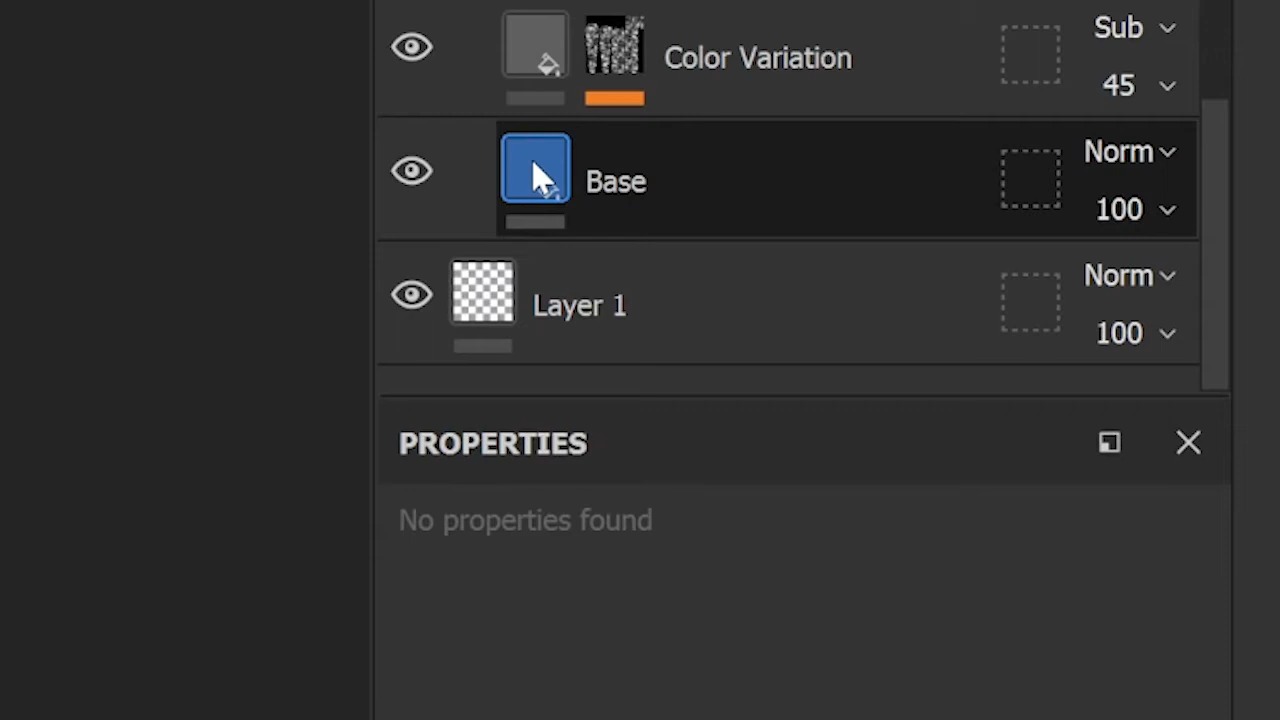 Sub
Color Variation
45
Norm
Base
100
Norm
Layer 1
100
PROPERTIES
No properties found